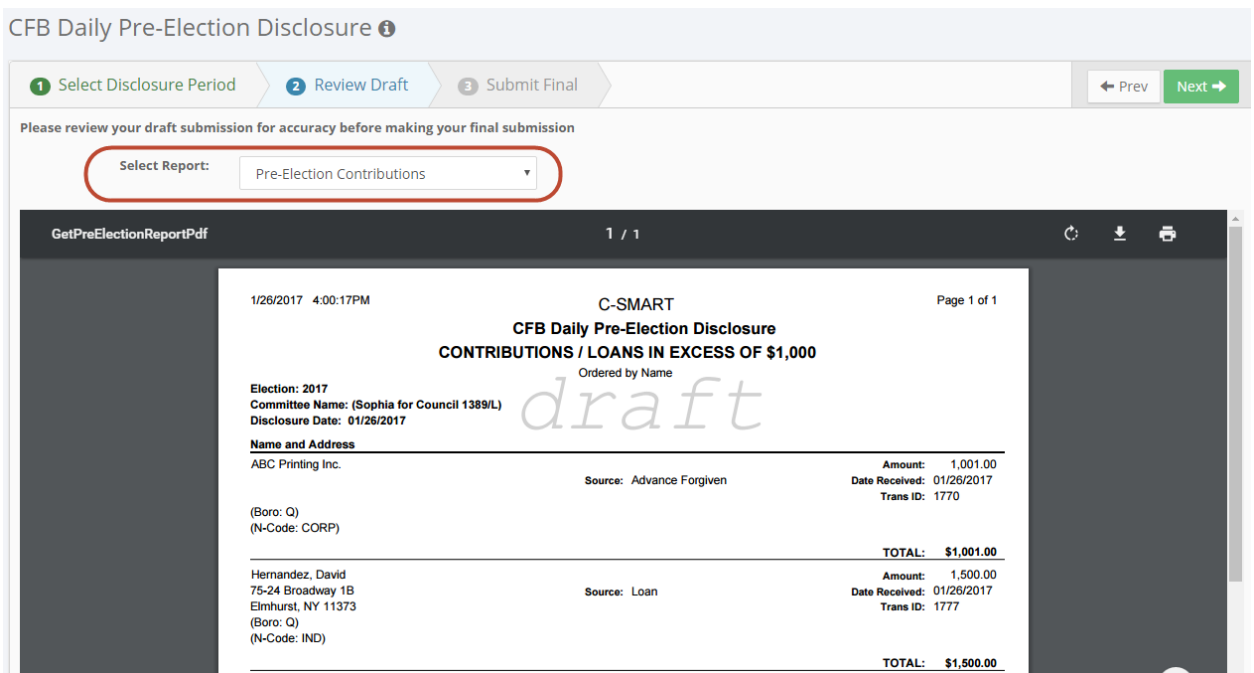 CFB Daily Pre-Election Disclosure
1 Select Disclosure Period 2 Review Draft 3 Submit Final Prev Next
Please review your draft submission for accuracy before making your final submission
Select Report: Pre-Election Contributions
GetPreElectionReportPdf 1 / 1
1/26/2017 4:00:17PM C-SMART Page 1 of 1
CFB Daily Pre-Election Disclosure
CONTRIBUTIONS / LOANS IN EXCESS OF $1,000
Ordered by Name
draft
Election: 2017
Committee Name: (Sophia for Council 1389/L)
Disclosure Date: 01/26/2017
Name and Address
ABC Printing Inc. Amount: 1,001.00
Source: Advance Forgiven Date Received: 01/26/2017
Trans ID: 1770
(Boro: Q)
(N-Code: CORP)
TOTAL: $1,001.00
Hernandez, David Amount: 1,500.00
75-24 Broadway 1B Source: Loan Date Received: 01/26/2017
Elmhurst, NY 11373 Trans ID: 1777
(Boro: Q)
(N-Code: IND)
TOTAL: $1,500.00